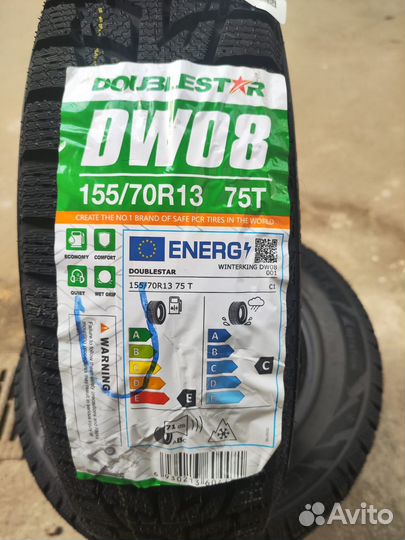 DOUBLESTAR
DW08
155/70R13 75T
CREATE THE NO.1 BRAND OF SAFE PCR TIRES IN THE WORLD
ECONOMY COMFORT
QUIET WET GRIP
WARNING
ENERG
DOUBLESTAR
WINTERKING DW08
001
155/70R13 75 T
C1
A
B
C
D
E
E
A
B
C
D
E
C
71 dB
Avito